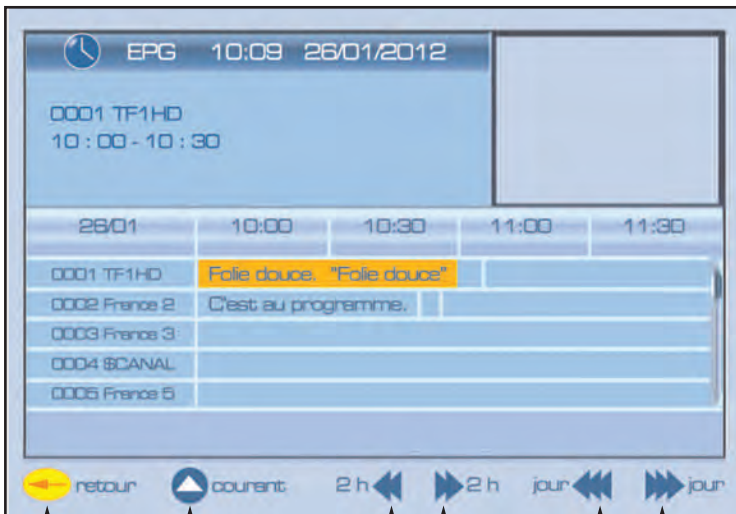 EPG 10:09 26/01/2012
0001 TF1HD
10 : 00 - 10 : 30
26/01 10:00 10:30 11:00 11:30
0001 TF1HD Folie douce. "Folie douce"
0002 France 2 C'est au programme.
0003 France 3
0004 $CANAL
0005 France 5
retour courant 2 h 2 h jour jour